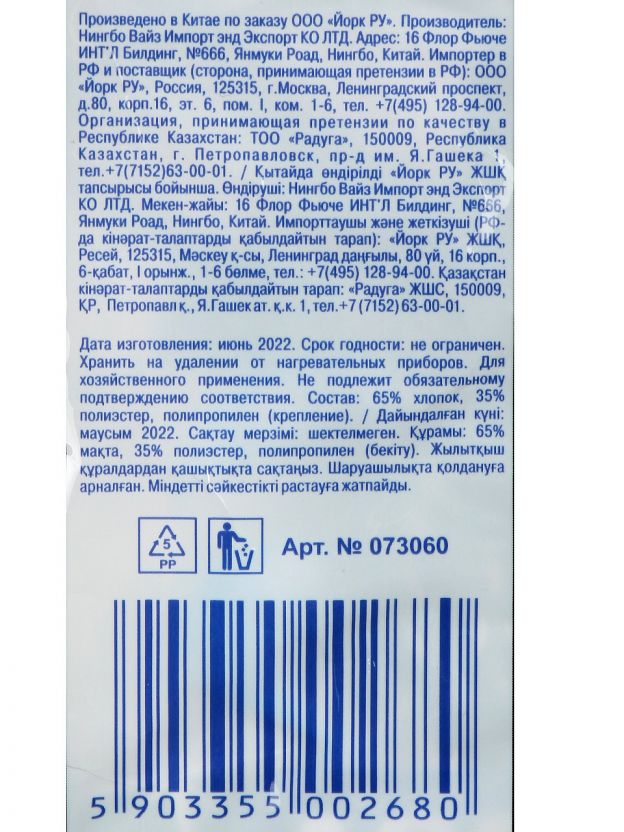 Произведено в Китае по заказу ООО «Йорк РУ». Производитель:
Нингбо Вайз Импорт энд Экспорт КО ЛТД. Адрес: 16 Флор Фьюче
ИНТ'Л Билдинг, №666, Янмуки Роад, Нингбо, Китай. Импортер в
РФ и поставщик (сторона, принимающая претензии в РФ): ООО
«Йорк РУ», Россия, 125315, г.Москва, Ленинградский проспект,
д.80, корп.16, эт. 6, пом. I, ком. 1-6, тел. +7(495) 128-94-00.
Организация, принимающая претензии по качеству в
Республике Казахстан: ТОО «Радуга», 150009, Республика
Казахстан, г. Петропавловск, пр-д им. Я.Гашека 1,
тел.+7(7152)63-00-01. / Қытайда өндірілді «Йорк РУ» ЖШҚ
тапсырысы бойынша. Өндіруші: Нингбо Вайз Импорт энд Экспорт
КО ЛТД. Мекен-жайы: 16 Флор Фьюче ИНТ'Л Билдинг, №666,
Янмуки Роад, Нингбо, Китай. Импорттаушы және жеткізуші (РФ-
да кінәрат-талаптарды қабылдайтын тарап): «Йорк РУ» ЖШҚ,
Ресей, 125315, Мәскеу қ-сы, Ленинград даңғылы, 80 үй, 16 корп.,
6-қабат, I орынж., 1-6 бөлме, тел.: +7(495) 128-94-00. Қазақстан
кінәрат-талаптарды қабылдайтын тарап: «Радуга» ЖШС, 150009,
ҚР, Петропавл қ., Я.Гашек ат. қ.к. 1, тел.+7 (7152) 63-00-01.
Дата изготовления: июнь 2022. Срок годности: не ограничен.
Хранить на удалении от нагревательных приборов. Для
хозяйственного применения. Не подлежит обязательному
подтверждению соответствия. Состав: 65% хлопок, 35%
полиэстер, полипропилен (крепление). / Дайындалған күні:
маусым 2022. Сақтау мерзімі: шектелмеген. Құрамы: 65%
мақта, 35% полиэстер, полипропилен (бекіту). Жылытқыш
құралдардан қашықтықта сақтаңыз. Шаруашылықта қолдануға
арналған. Міндетті сәйкестікті растауға жатпайды.
5
PP
Арт. № 073060
5 903355 002680